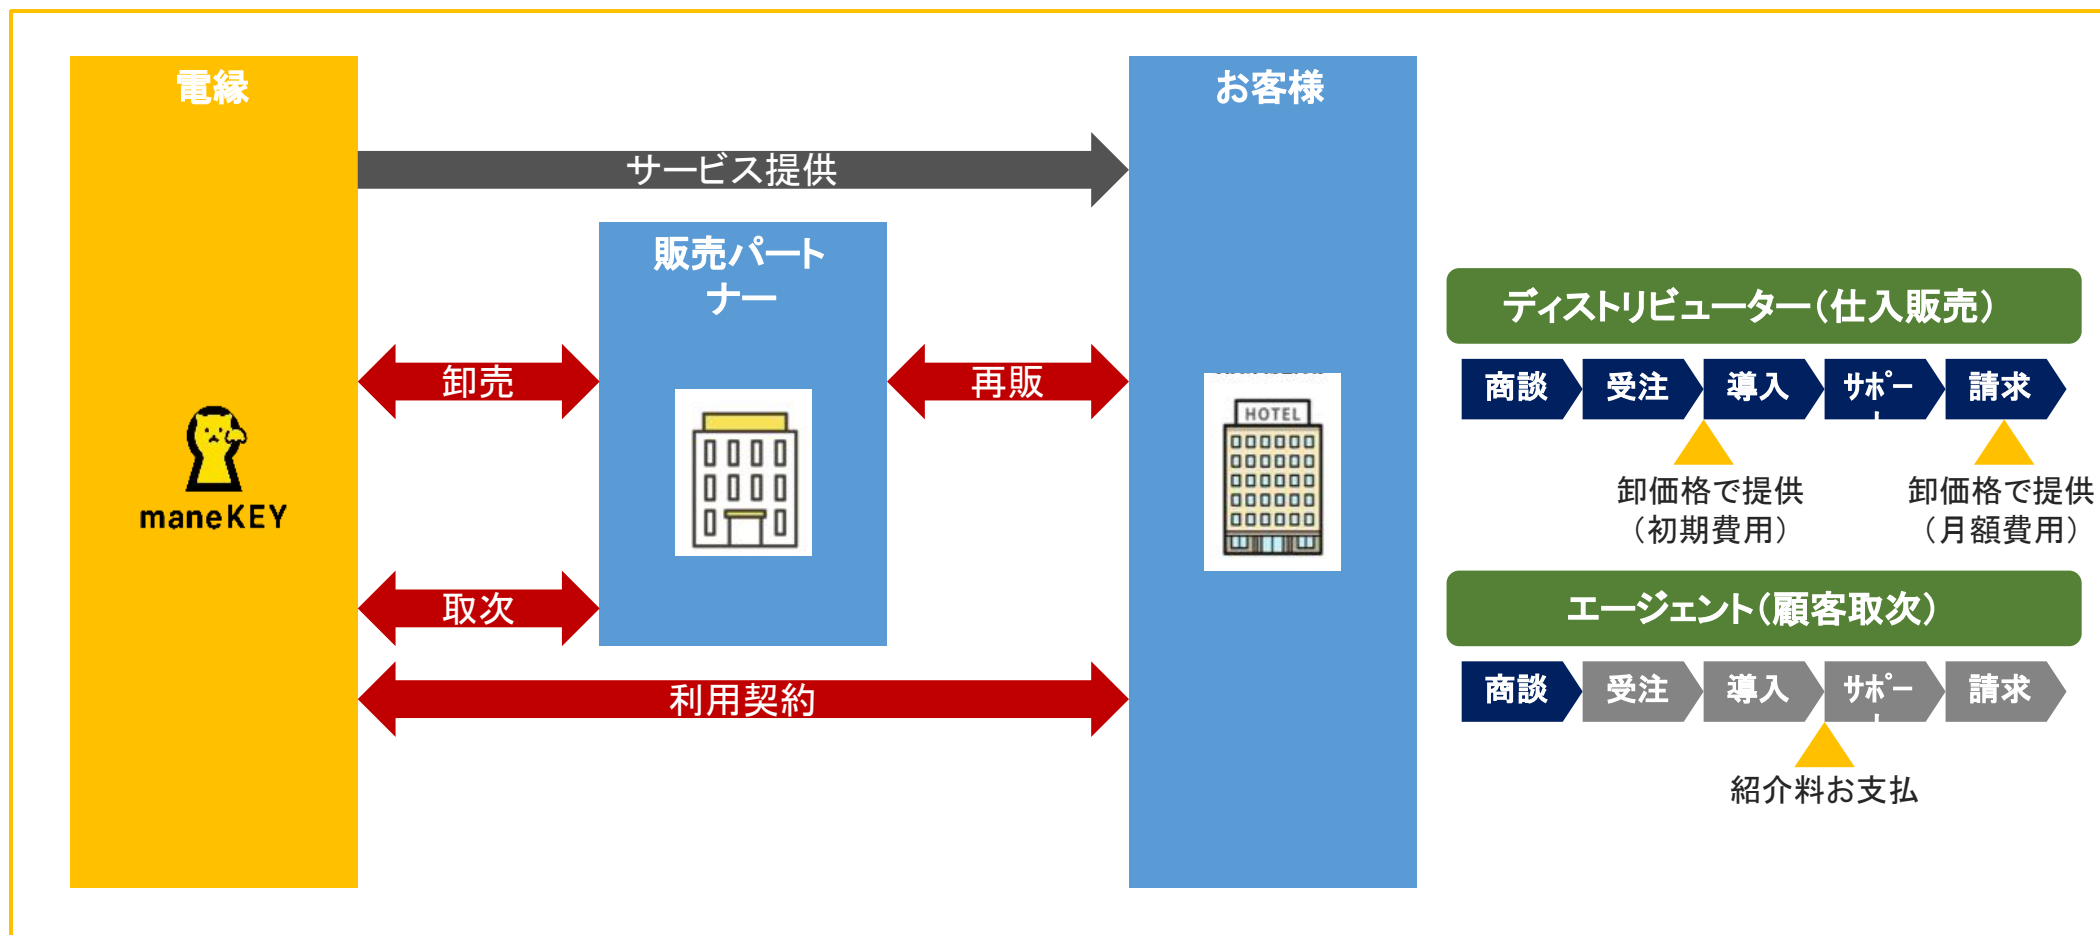 電縁
お客様
サービス提供
販売パート
ナー
卸売
再販
maneKEY
HOTEL
取次
利用契約
ディストリビューター（仕入販売）
商談
受注
導入
ｻﾎﾟｰ
請求
卸価格で提供
（初期費用）
卸価格で提供
（月額費用）
エージェント（顧客取次）
商談
受注
導入
ｻﾎﾟｰ
請求
紹介料お支払